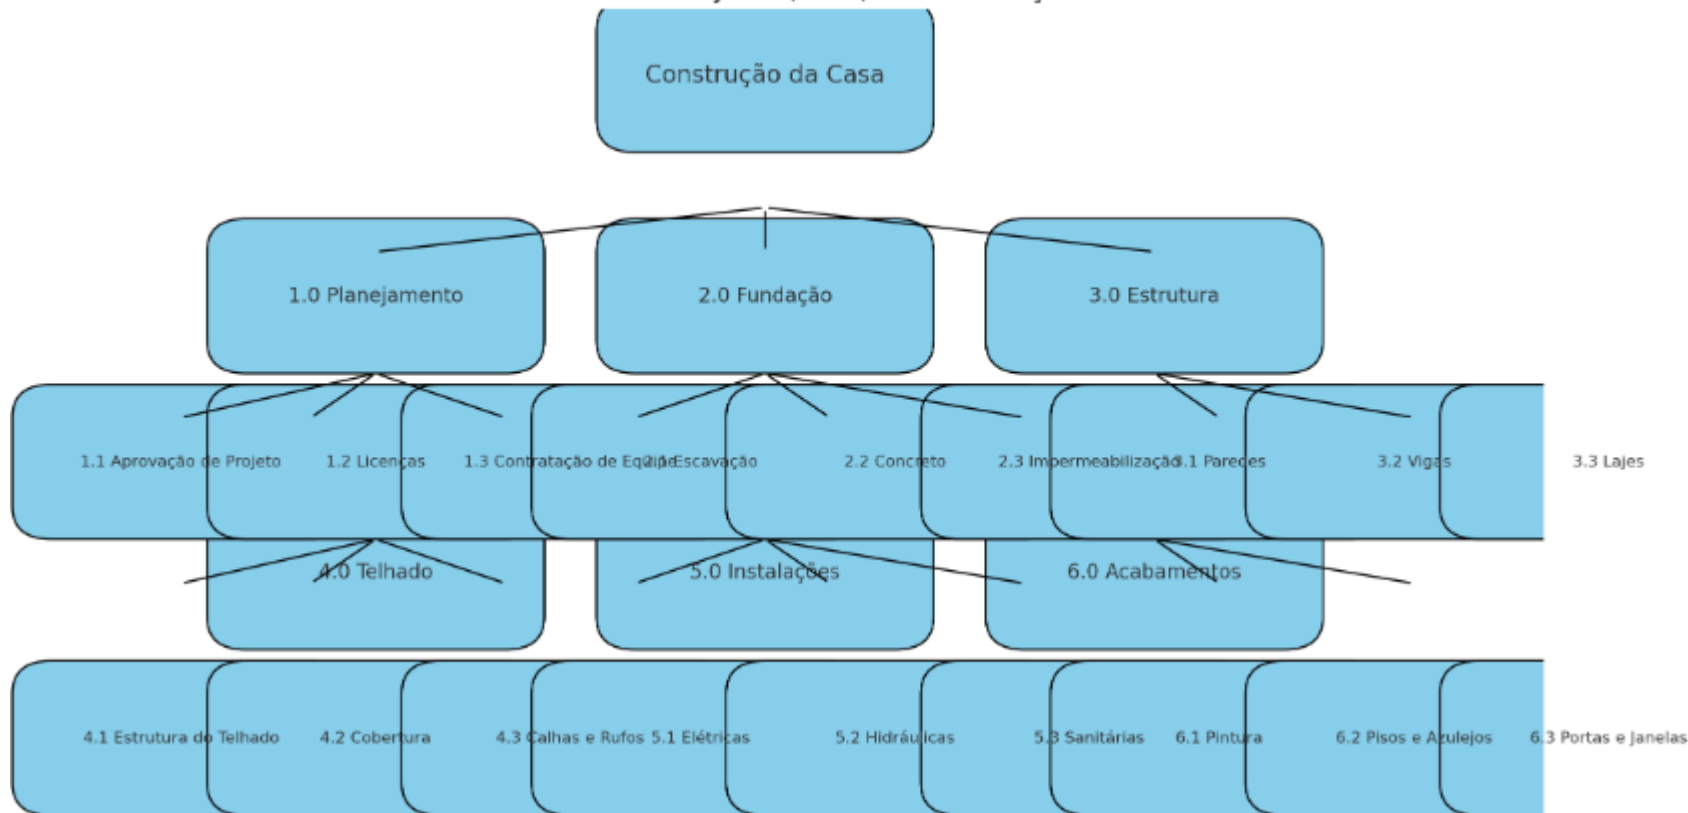 Construção da Casa
1.0 Planejamento
2.0 Fundação
3.0 Estrutura
1.1 Aprovação de Projeto
1.2 Licenças
1.3 Contratação de Equipe
2.1 Escavação
2.2 Concreto
2.3 Impermeabilização
3.1 Paredes
3.2 Vigas
3.3 Lajes
4.0 Telhado
5.0 Instalações
6.0 Acabamentos
4.1 Estrutura do Telhado
4.2 Cobertura
4.3 Calhas e Rufos
5.1 Elétricas
5.2 Hidráulicas
5.3 Sanitárias
6.1 Pintura
6.2 Pisos e Azulejos
6.3 Portas e Janelas